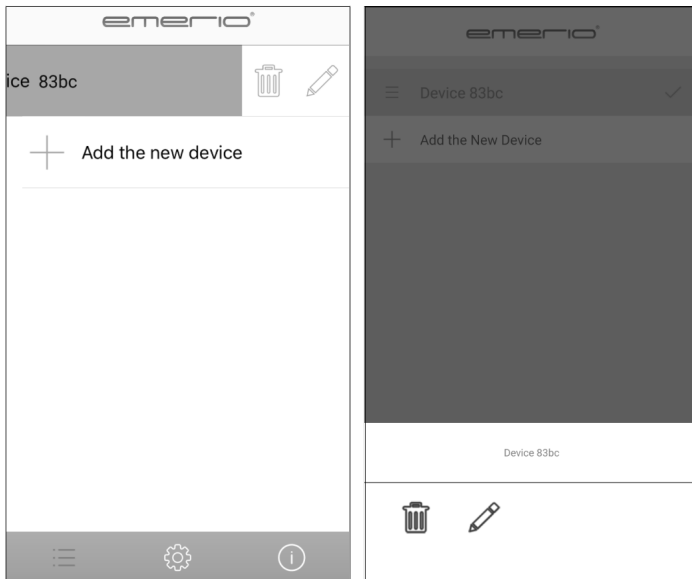 emerio®
ice 83bc
Add the new device
i
emerio®
Device 83bc
Add the New Device
Device 83bc